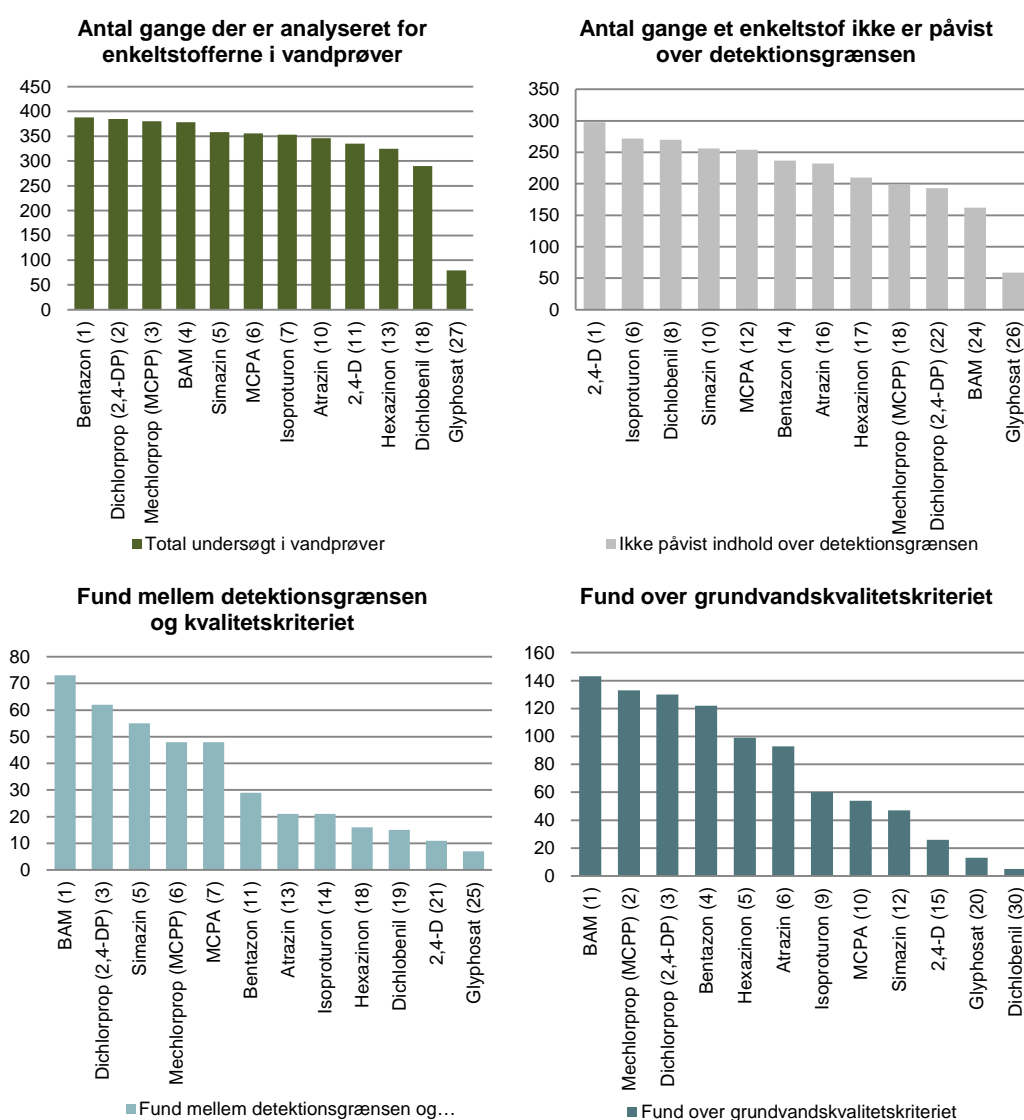 Antal gange der er analyseret for
enkeltstofferne i vandprøver
450
400
350
300
250
200
150
100
50
0
Bentazon (1)
Dichlorprop (2,4-DP) (2)
Mechlorprop (MCPP) (3)
BAM (4)
Simazin (5)
MCPA (6)
Isoproturon (7)
Atrazin (10)
2,4-D (11)
Hexazinon (13)
Dichlobenil (18)
Glyphosat (27)
Total undersøgt i vandprøver
Antal gange et enkeltstof ikke er påvist
over detektionsgrænsen
350
300
250
200
150
100
50
0
2,4-D (1)
Isoproturon (6)
Dichlobenil (8)
Simazin (10)
MCPA (12)
Bentazon (14)
Atrazin (16)
Hexazinon (17)
Mechlorprop (MCPP) (18)
Dichlorprop (2,4-DP) (22)
BAM (24)
Glyphosat (26)
Ikke påvist indhold over detektionsgrænsen
Fund mellem detektionsgrænsen
og kvalitetskriteriet
80
70
60
50
40
30
20
10
0
BAM (1)
Dichlorprop (2,4-DP) (3)
Simazin (5)
Mechlorprop (MCPP) (6)
MCPA (7)
Bentazon (11)
Atrazin (13)
Isoproturon (14)
Hexazinon (18)
Dichlobenil (19)
2,4-D (21)
Glyphosat (25)
Fund mellem detektionsgrænsen og…
Fund over grundvandskvalitetskriteriet
160
140
120
100
80
60
40
20
0
BAM (1)
Mechlorprop (MCPP) (2)
Dichlorprop (2,4-DP) (3)
Bentazon (4)
Hexazinon (5)
Atrazin (6)
Isoproturon (9)
MCPA (10)
Simazin (12)
2,4-D (15)
Glyphosat (20)
Dichlobenil (30)
Fund over grundvandskvalitetskriteriet